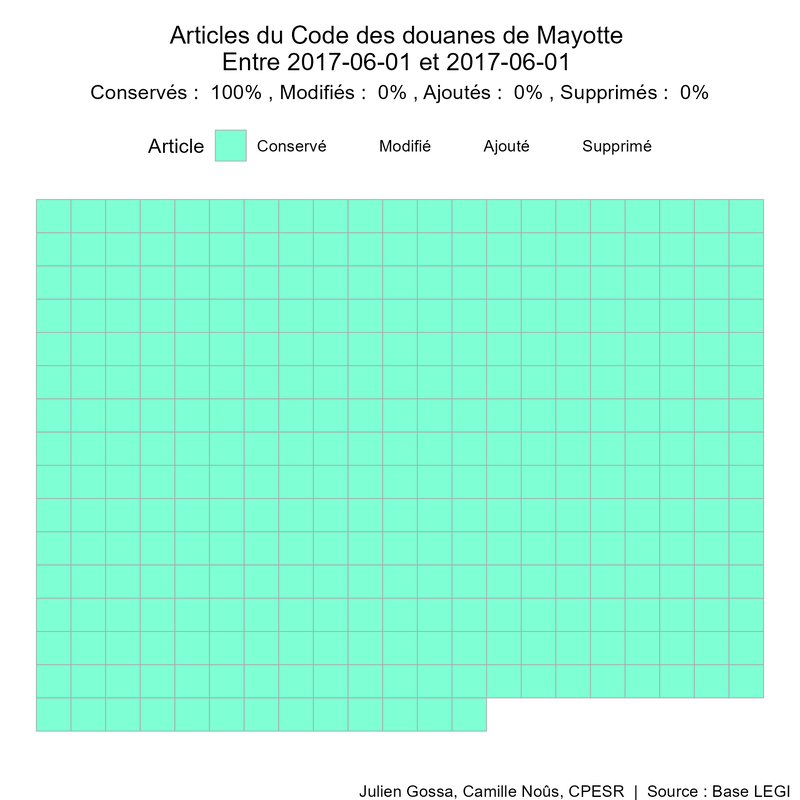 Articles du Code des douanes de Mayotte
Entre 2017-06-01 et 2017-06-01
Conservés :  100% , Modifiés :  0% , Ajoutés :  0% , Supprimés :  0%
Article Conservé Modifié Ajouté Supprimé
Julien Gossa, Camille Noûs, CPESR  |  Source : Base LEGI